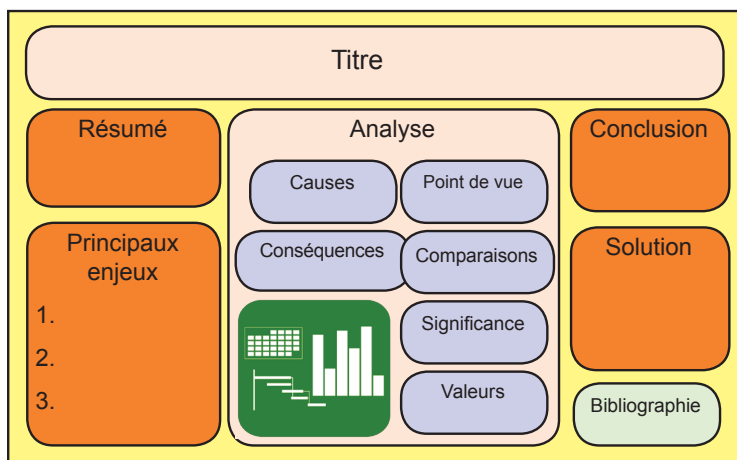 Titre
Résumé
Principaux
enjeux
1.
2.
3.
Analyse
Causes
Point de vue
Conséquences
Comparaisons
Significance
Valeurs
Conclusion
Solution
Bibliographie